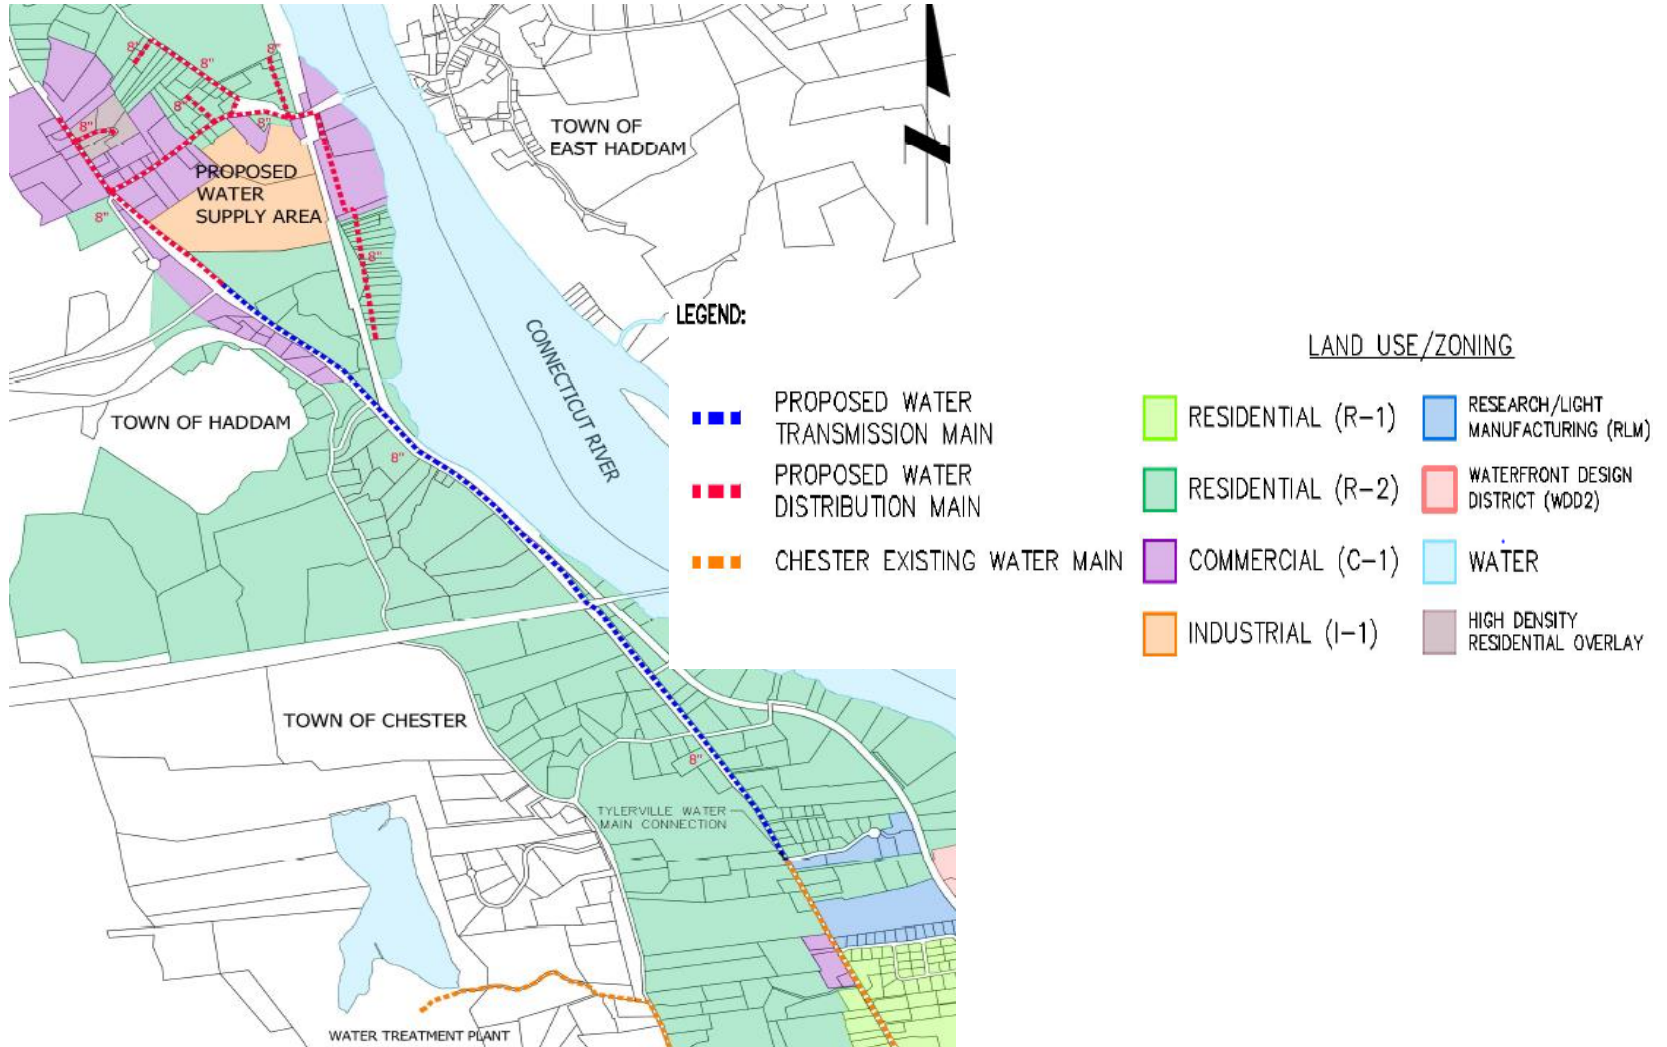 8"
8"
8"
8"
8"
8"
TOWN OF
EAST HADDAM
PROPOSED
WATER
SUPPLY AREA
8"
8"
LEGEND:
CONNECTICUT RIVER
LAND USE/ZONING
PROPOSED WATER
TRANSMISSION MAIN
PROPOSED WATER
DISTRIBUTION MAIN
CHESTER EXISTING WATER MAIN
RESIDENTIAL (R-1)
RESIDENTIAL (R-2)
COMMERCIAL (C-1)
INDUSTRIAL (I-1)
RESEARCH/LIGHT
MANUFACTURING (RLM)
WATERFRONT DESIGN
DISTRICT (WDD2)
WATER
HIGH DENSITY
RESIDENTIAL OVERLAY
TOWN OF HADDAM
8"
TOWN OF CHESTER
8"
TYLERVILLE WATER
MAIN CONNECTION
WATER TREATMENT PLANT